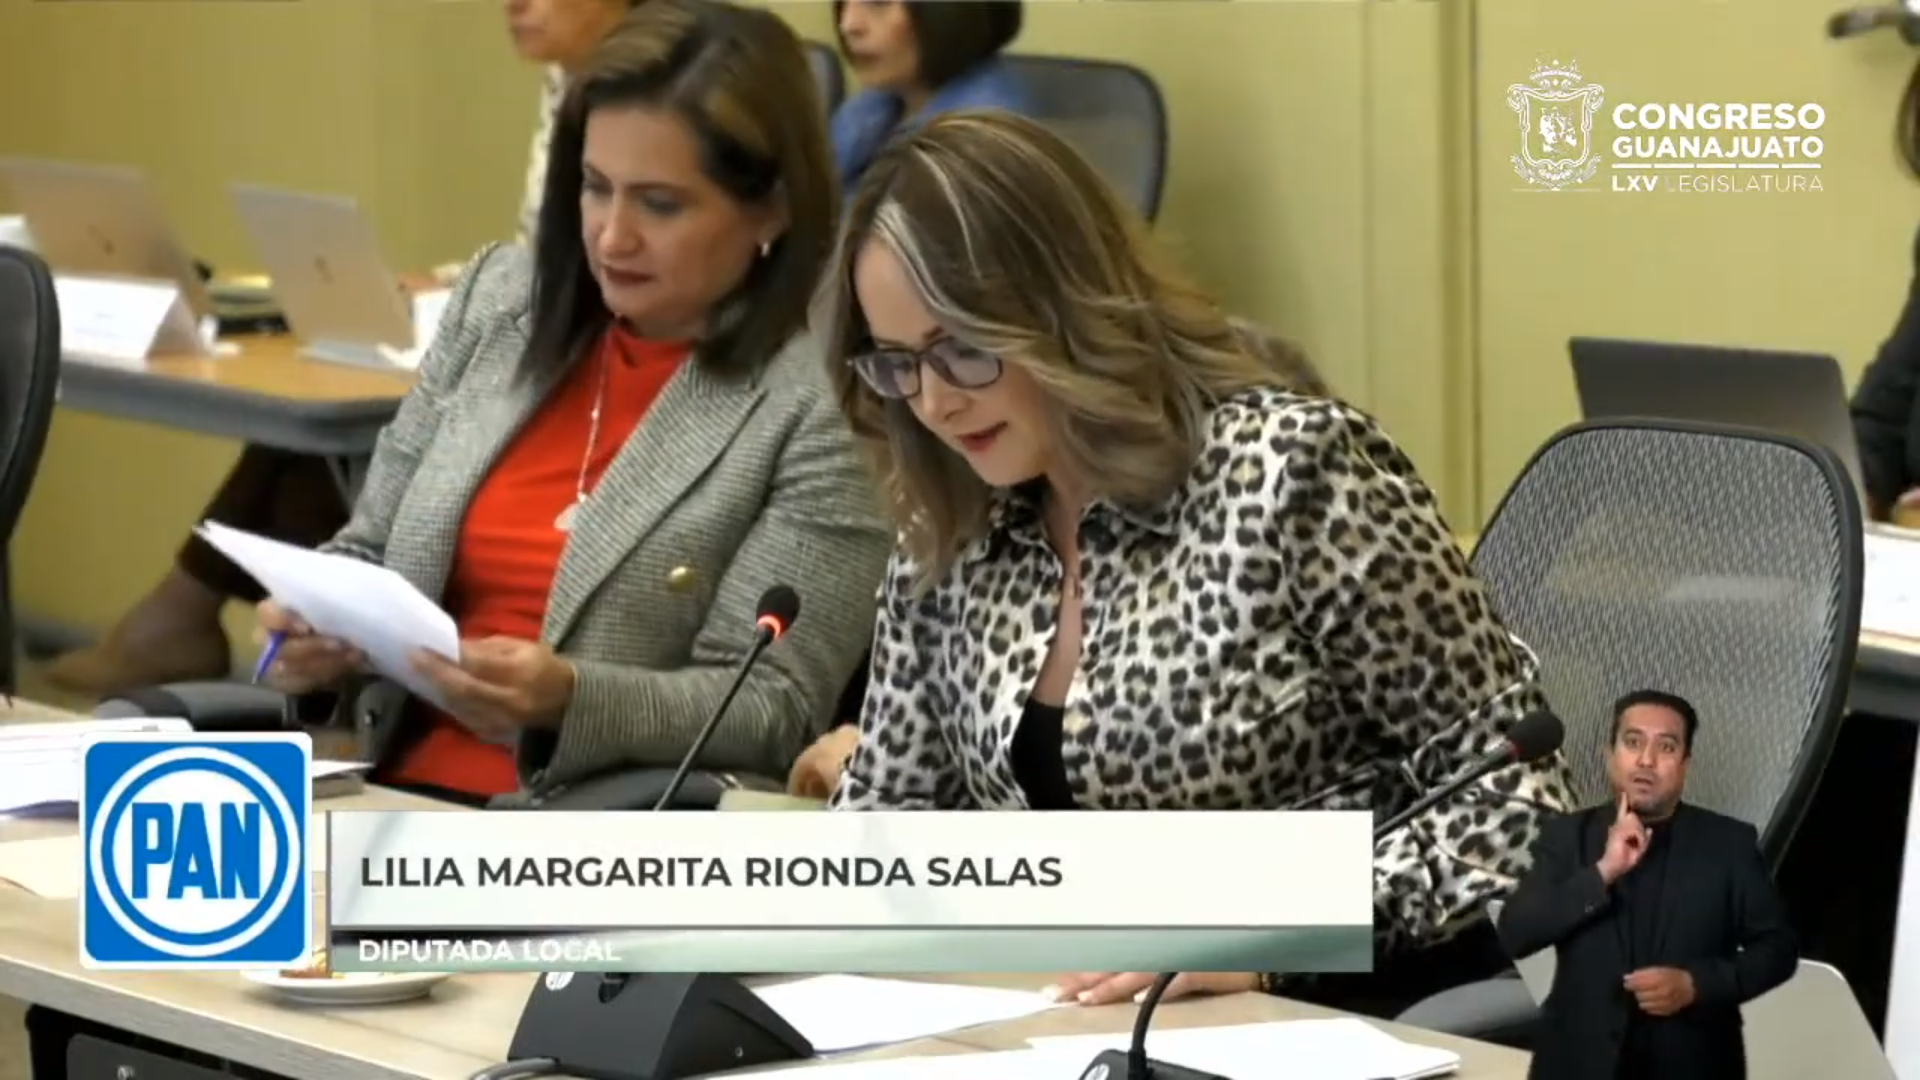 CONGRESO
GUANAJUATO
LXV LEGISLATURA
PAN
LILIA MARGARITA RIONDA SALAS
DIPUTADA LOCAL